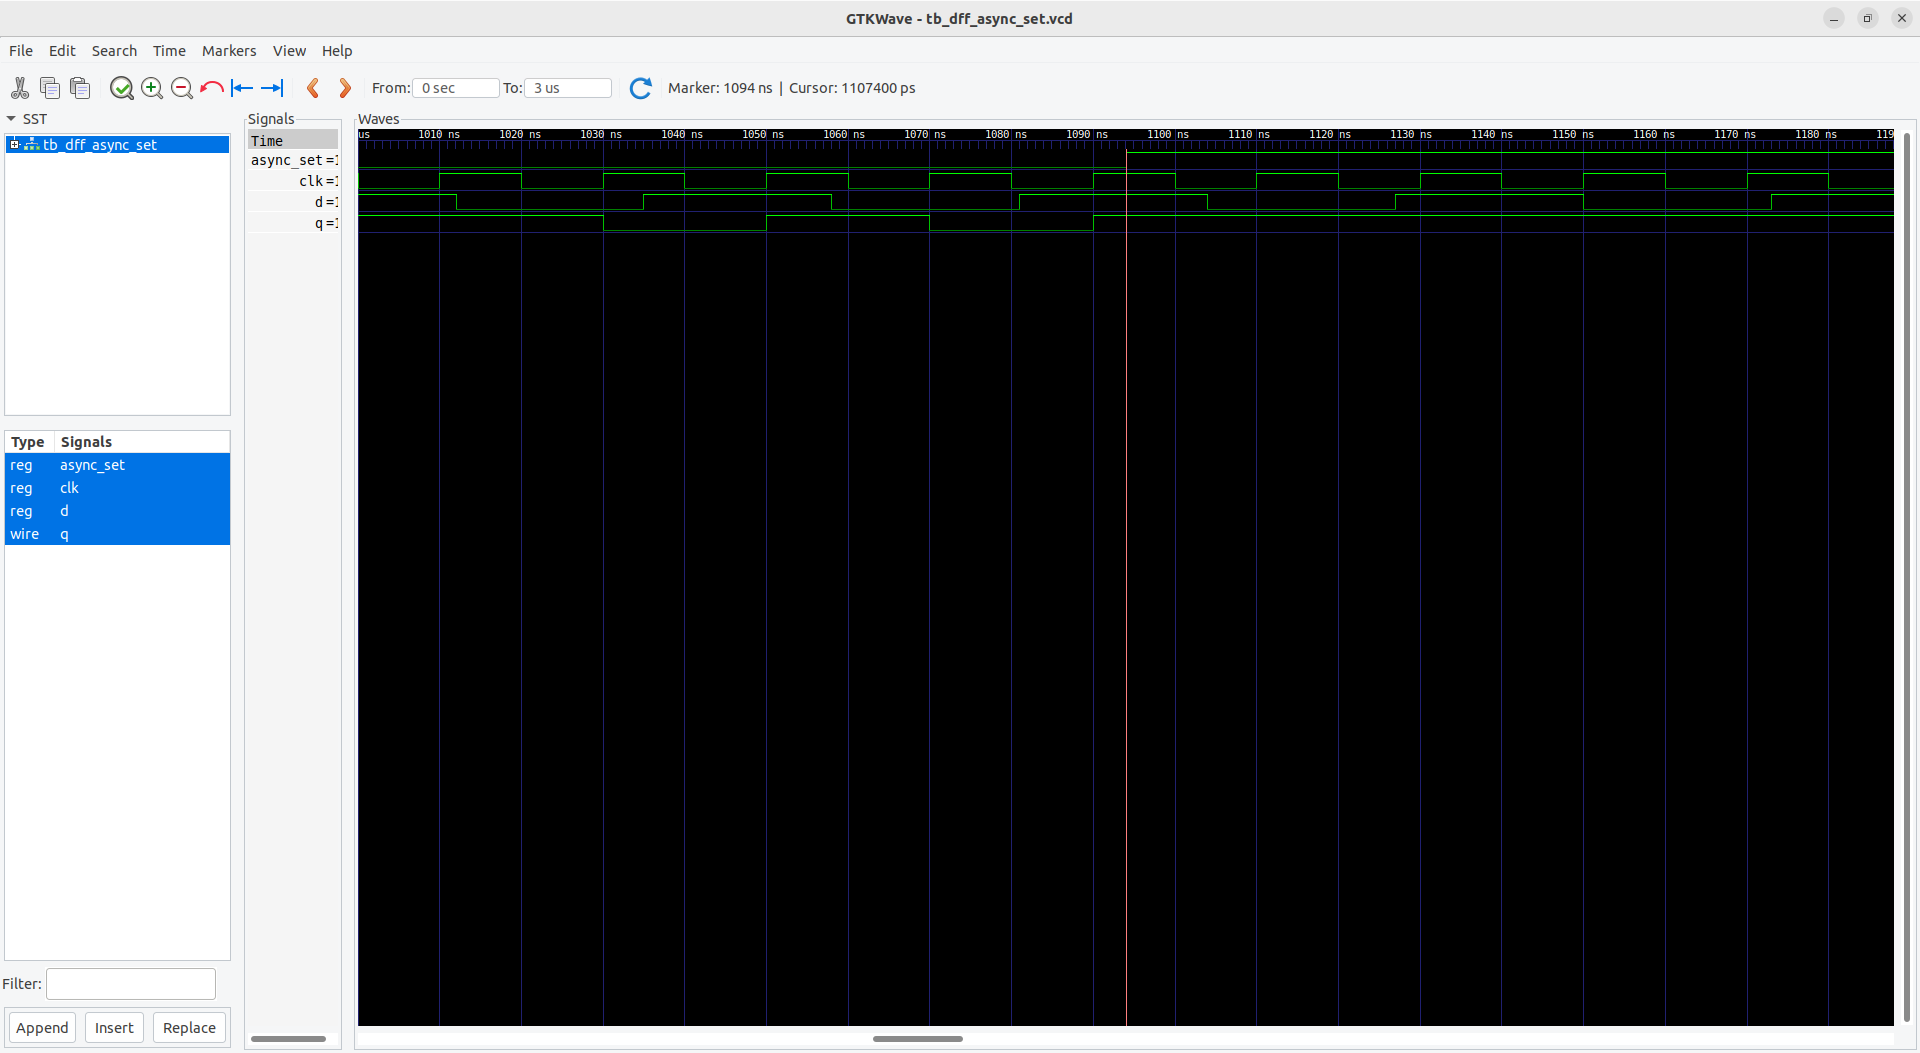 GTKWave - tb_dff_async_set.vcd
File Edit Search Time Markers View Help
From: 0 sec To: 3 us Marker: 1094 ns | Cursor: 1107400 ps
SST
tb_dff_async_set
Type Signals
reg async_set
reg clk
reg d
wire q
Filter:
Append Insert Replace
Signals
Time
async_set =1
clk =1
d =1
q =1
Waves
us 1010 ns 1020 ns 1030 ns 1040 ns 1050 ns 1060 ns 1070 ns 1080 ns 1090 ns 1100 ns 1110 ns 1120 ns 1130 ns 1140 ns 1150 ns 1160 ns 1170 ns 1180 ns 119